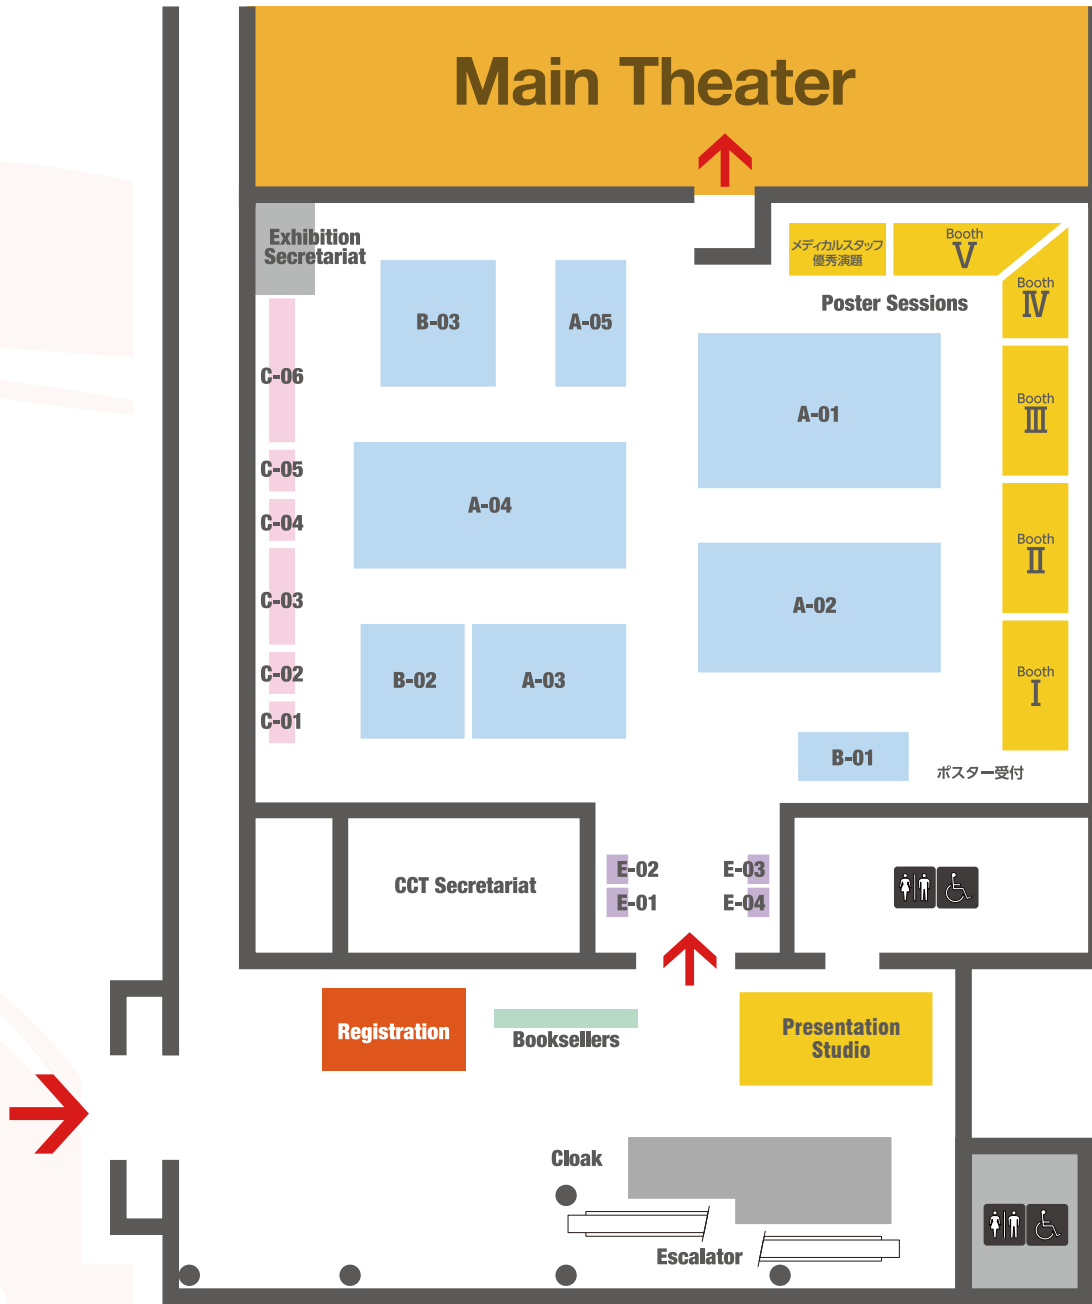 Main Theater
Exhibition
Secretariat
メディカルスタッフ
優秀演題
Booth
Ⅴ
Booth
Ⅳ
Poster Sessions
B-03
A-05
C-06
A-01
Booth
Ⅲ
C-05
C-04
A-04
Booth
Ⅱ
C-03
A-02
C-02
B-02
A-03
Booth
Ⅰ
C-01
B-01
ポスター受付
CCT Secretariat
E-02
E-03
E-01
E-04
Registration
Booksellers
Presentation
Studio
Cloak
Escalator